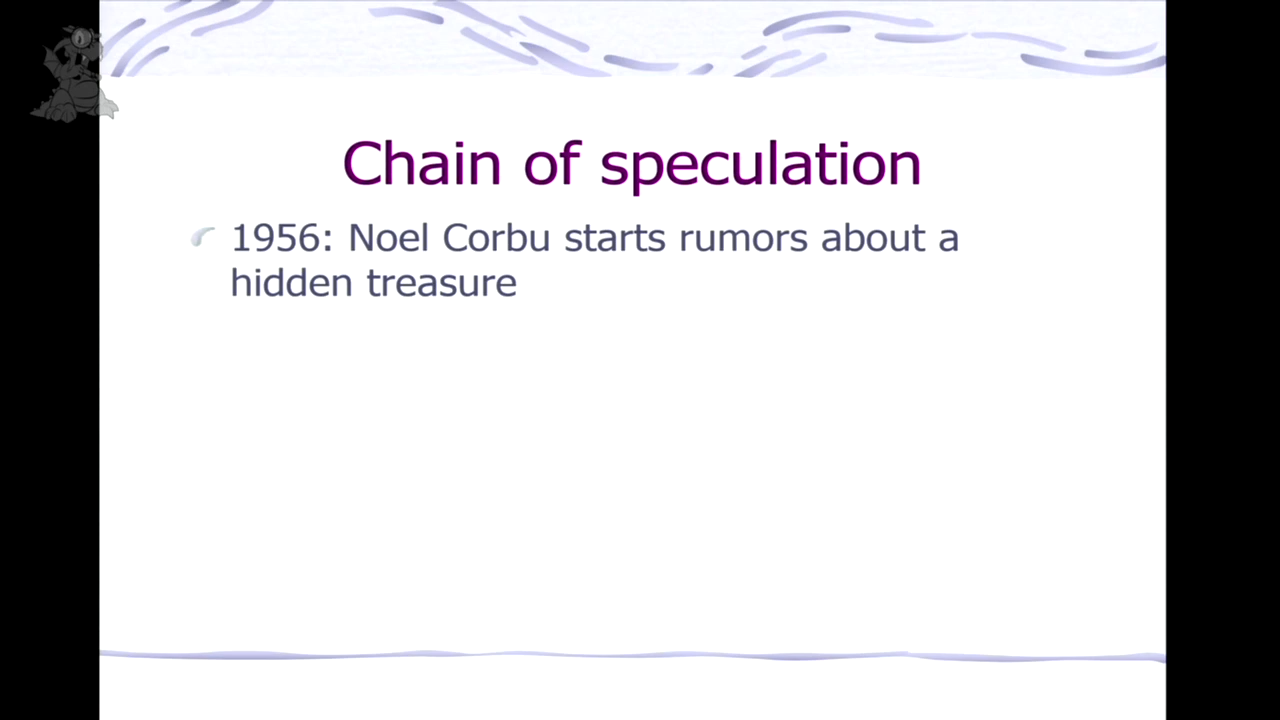 Chain of speculation
1956: Noel Corbu starts rumors about a
hidden treasure